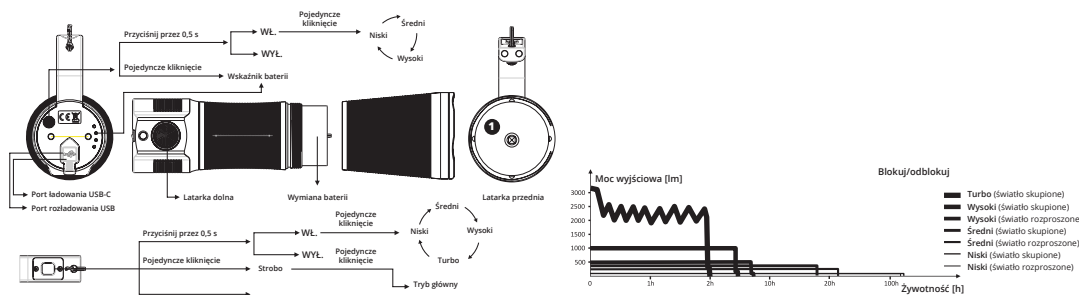 Pojedyncze
kliknięcie
Przyciśnij przez 0,5 s
WŁ.
WYŁ.
Średni
Niski
Wysoki
Pojedyncze kliknięcie
Wskaźnik baterii
CE
1
Port ładowania USB-C
Port rozładowania USB
Latarka dolna
Wymiana baterii
Latarka przednia
Przyciśnij przez 0,5 s
WŁ.
WYŁ.
Pojedyncze
kliknięcie
Średni
Niski
Wysoki
Turbo
Pojedyncze kliknięcie
Strobo
Pojedyncze
kliknięcie
Tryb główny
Moc wyjściowa [lm]
3000
2500
2000
1500
1000
500
0
1h
2h
10h
20h
100h
Żywotność [h]
Blokuj/odblokuj
Turbo (światło skupione)
Wysoki (światło skupione)
Wysoki (światło rozproszone
Średni (światło skupione)
Średni (światło rozproszone)
Niski (światło skupione)
Niski (światło rozproszone)